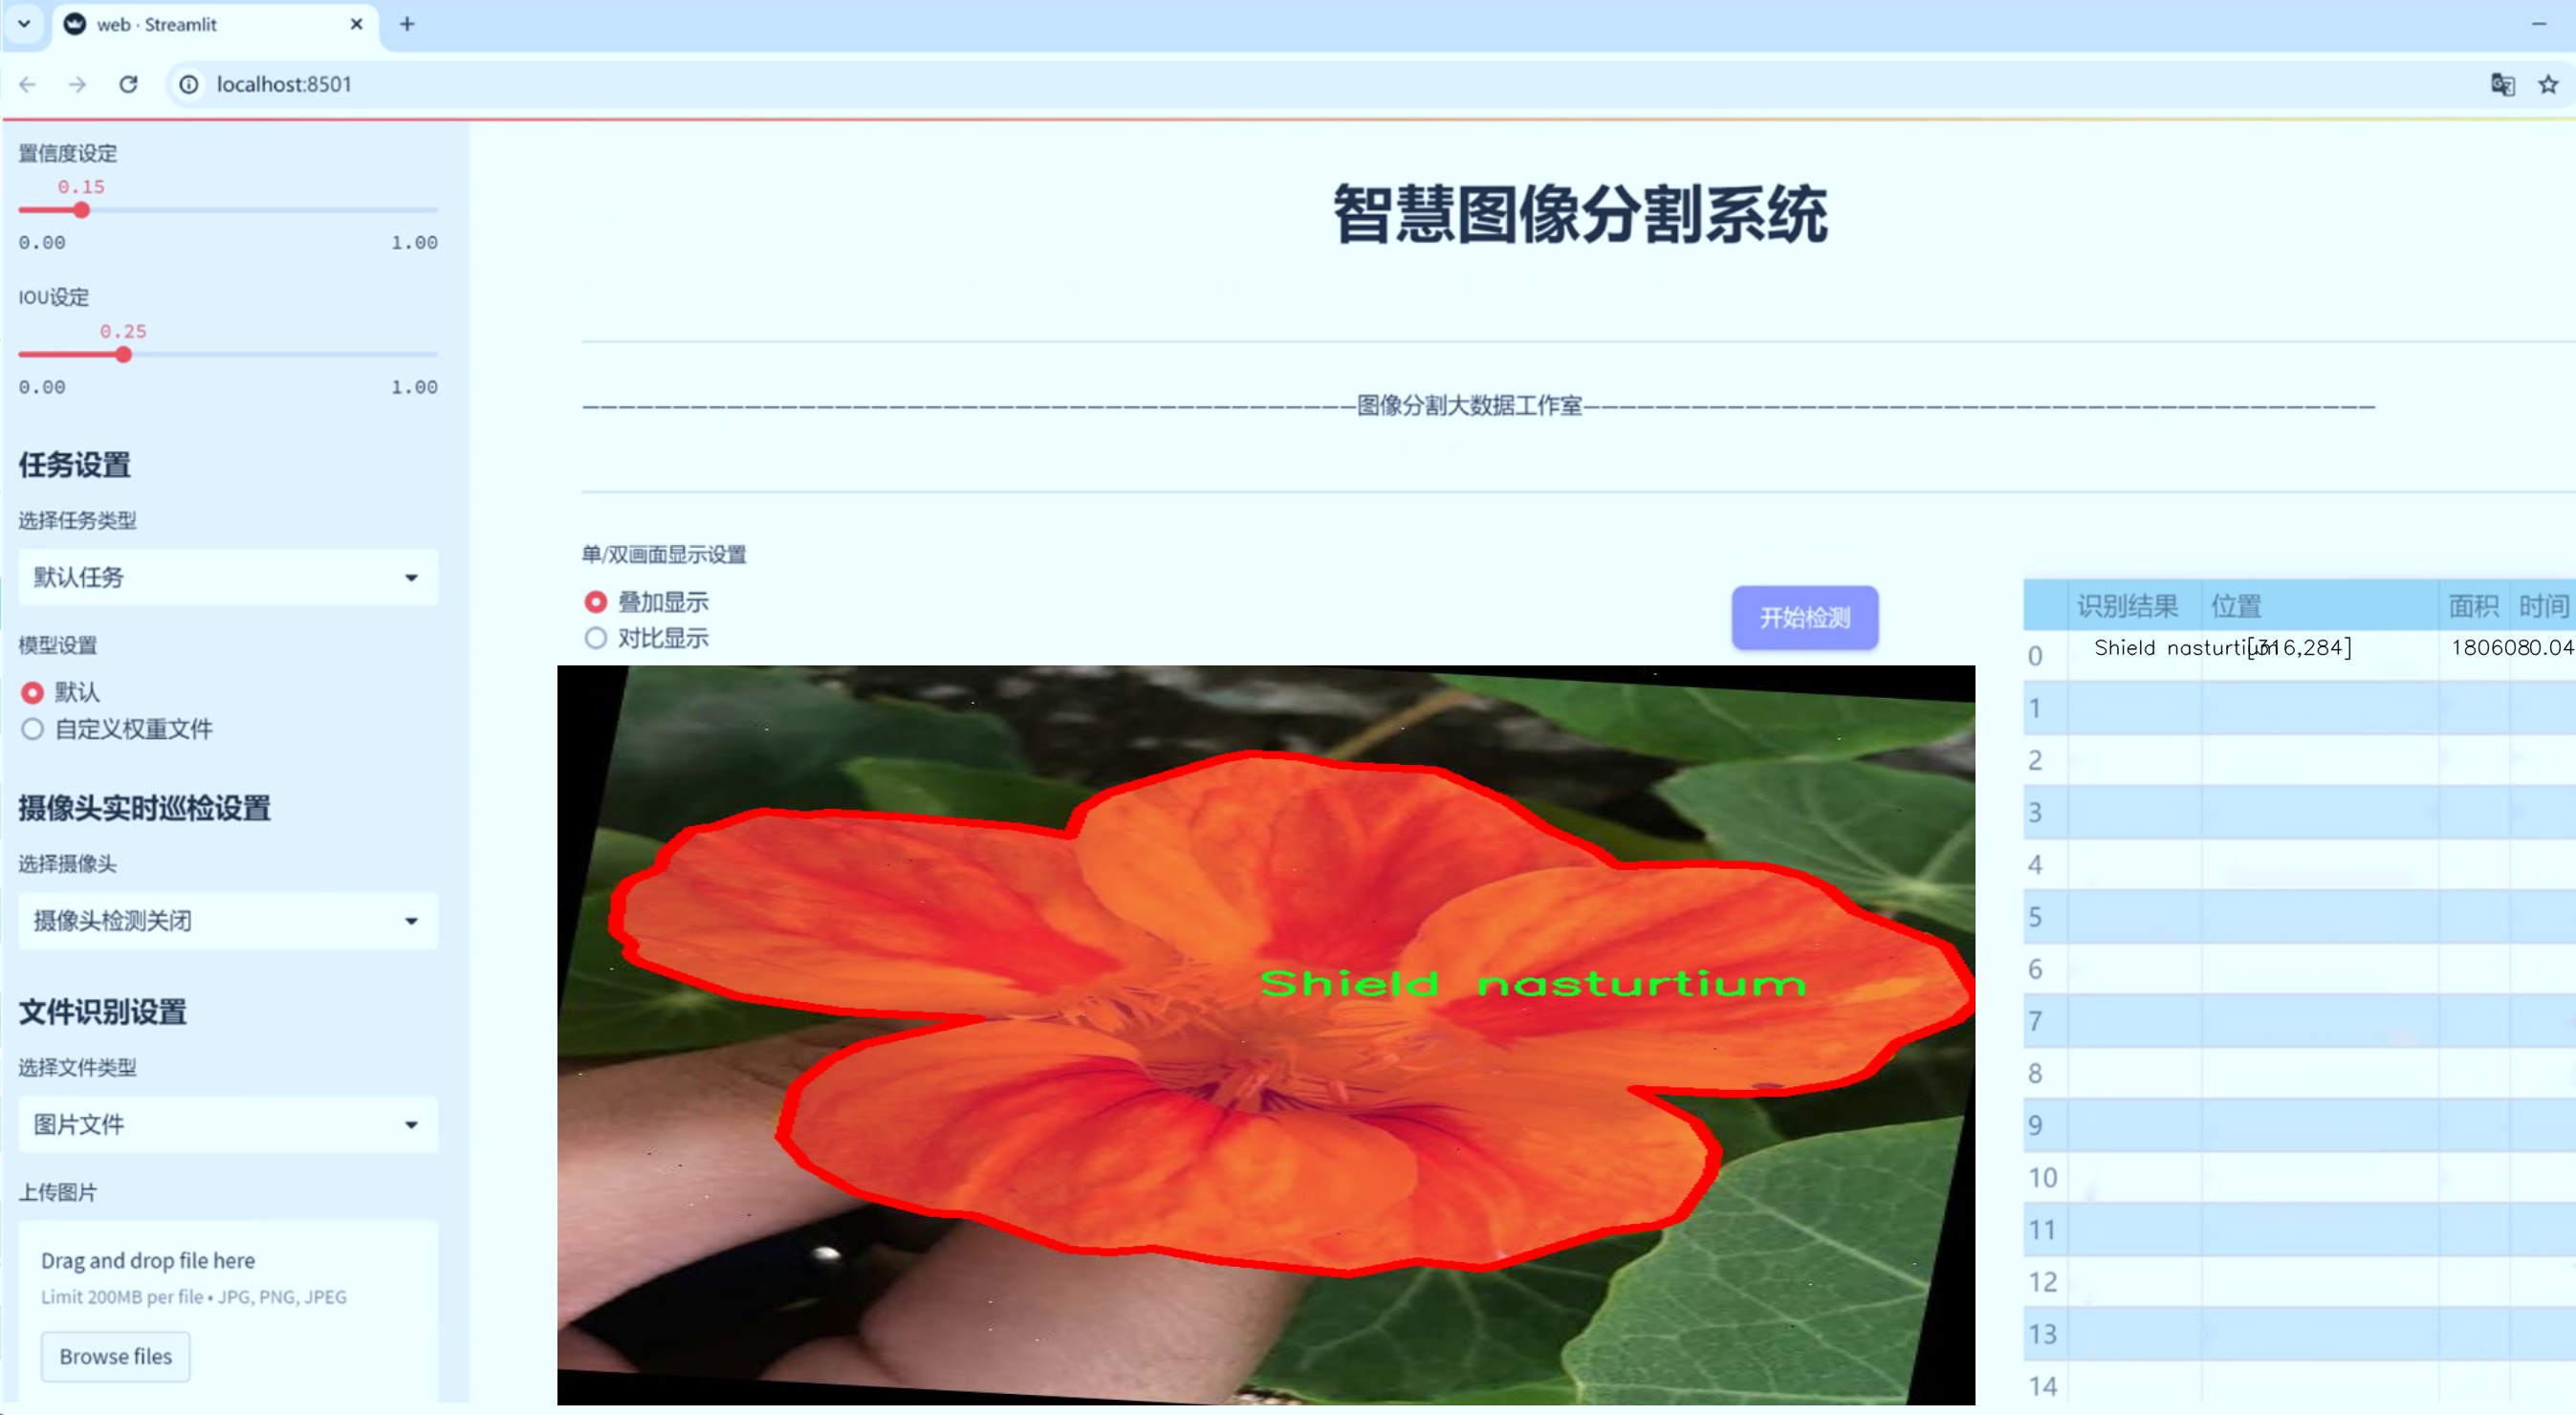 web · Streamlit
localhost:8501
置信度设定
0.15
0.00 1.00
IOU设定
0.25
0.00 1.00
任务设置
选择任务类型
默认任务
模型设置
默认
自定义权重文件
摄像头实时巡检设置
选择摄像头
摄像头检测关闭
文件识别设置
选择文件类型
图片文件
上传图片
Drag and drop file here
Limit 200MB per file • JPG, PNG, JPEG
Browse files
智慧图像分割系统
图像分割大数据工作室
单/双画面显示设置
叠加显示
对比显示
开始检测
Shield nasturtium
识别结果 位置 面积 时间
0 Shield nasturtium [316,284] 1806080.04
1
2
3
4
5
6
7
8
9
10
11
12
13
14